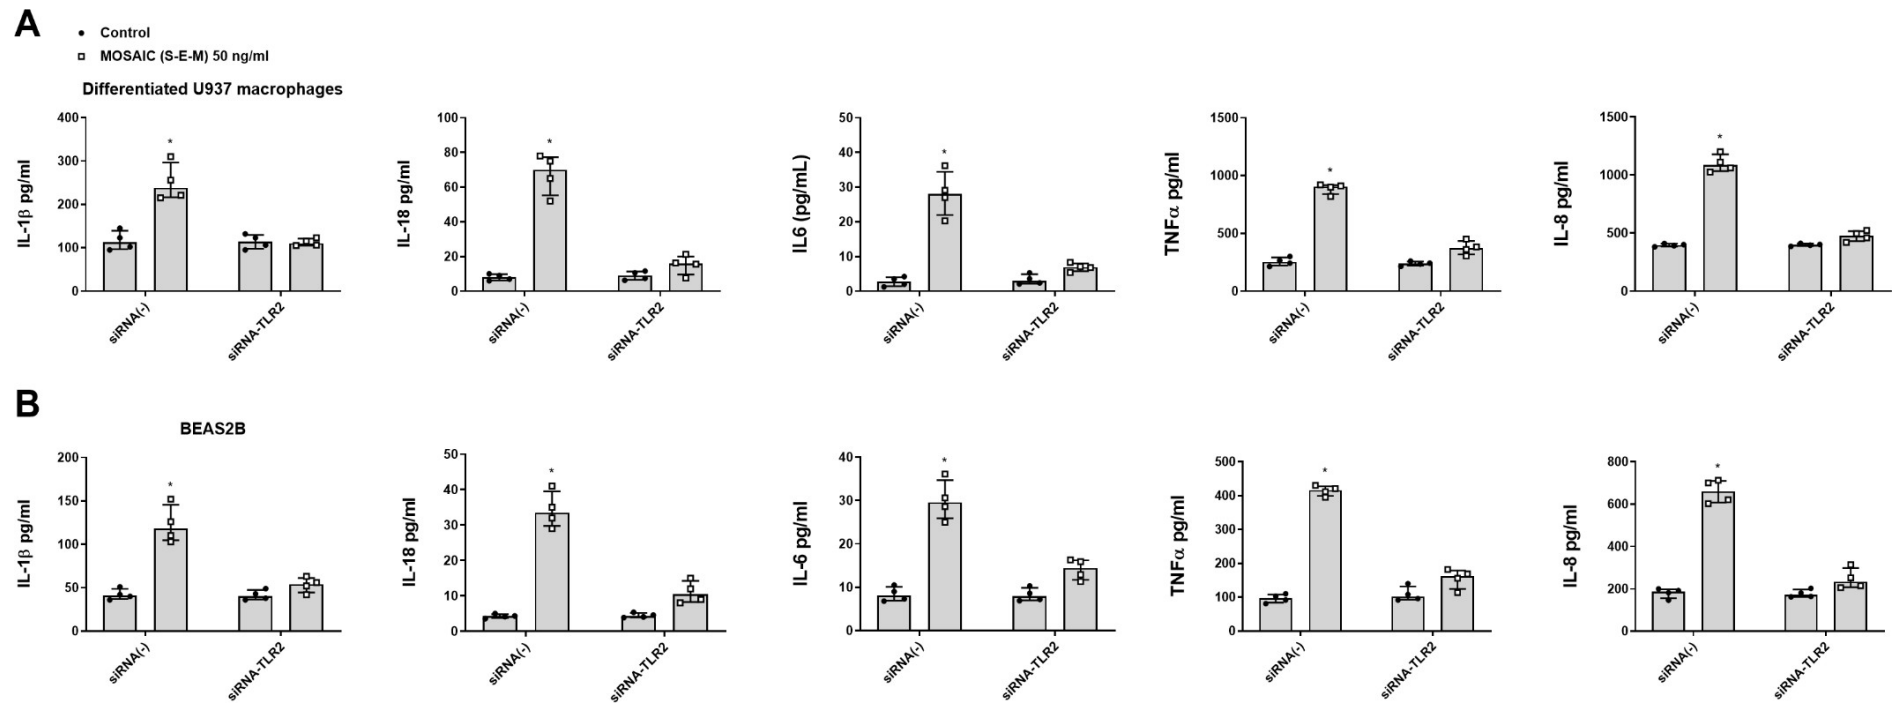 A
Control
MOSAIC (S-E-M) 50 ng/ml
Differentiated U937 macrophages
IL-1β pg/ml
400
300
200
100
0
*
siRNA(-)
siRNA-TLR2
IL-18 pg/ml
100
80
60
40
20
0
*
siRNA(-)
siRNA-TLR2
IL6 (pg/mL)
50
40
30
20
10
0
*
siRNA(-)
siRNA-TLR2
TNFα pg/ml
1500
1000
500
0
*
siRNA(-)
siRNA-TLR2
IL-8 pg/ml
1500
1000
500
0
*
siRNA(-)
siRNA-TLR2
B
BEAS2B
IL-1β pg/ml
200
150
100
50
0
*
siRNA(-)
siRNA-TLR2
IL-18 pg/ml
50
40
30
20
10
0
*
siRNA(-)
siRNA-TLR2
IL-6 pg/ml
40
30
20
10
0
*
siRNA(-)
siRNA-TLR2
TNFα pg/ml
500
400
300
200
100
0
*
siRNA(-)
siRNA-TLR2
IL-8 pg/ml
800
600
400
200
0
*
siRNA(-)
siRNA-TLR2